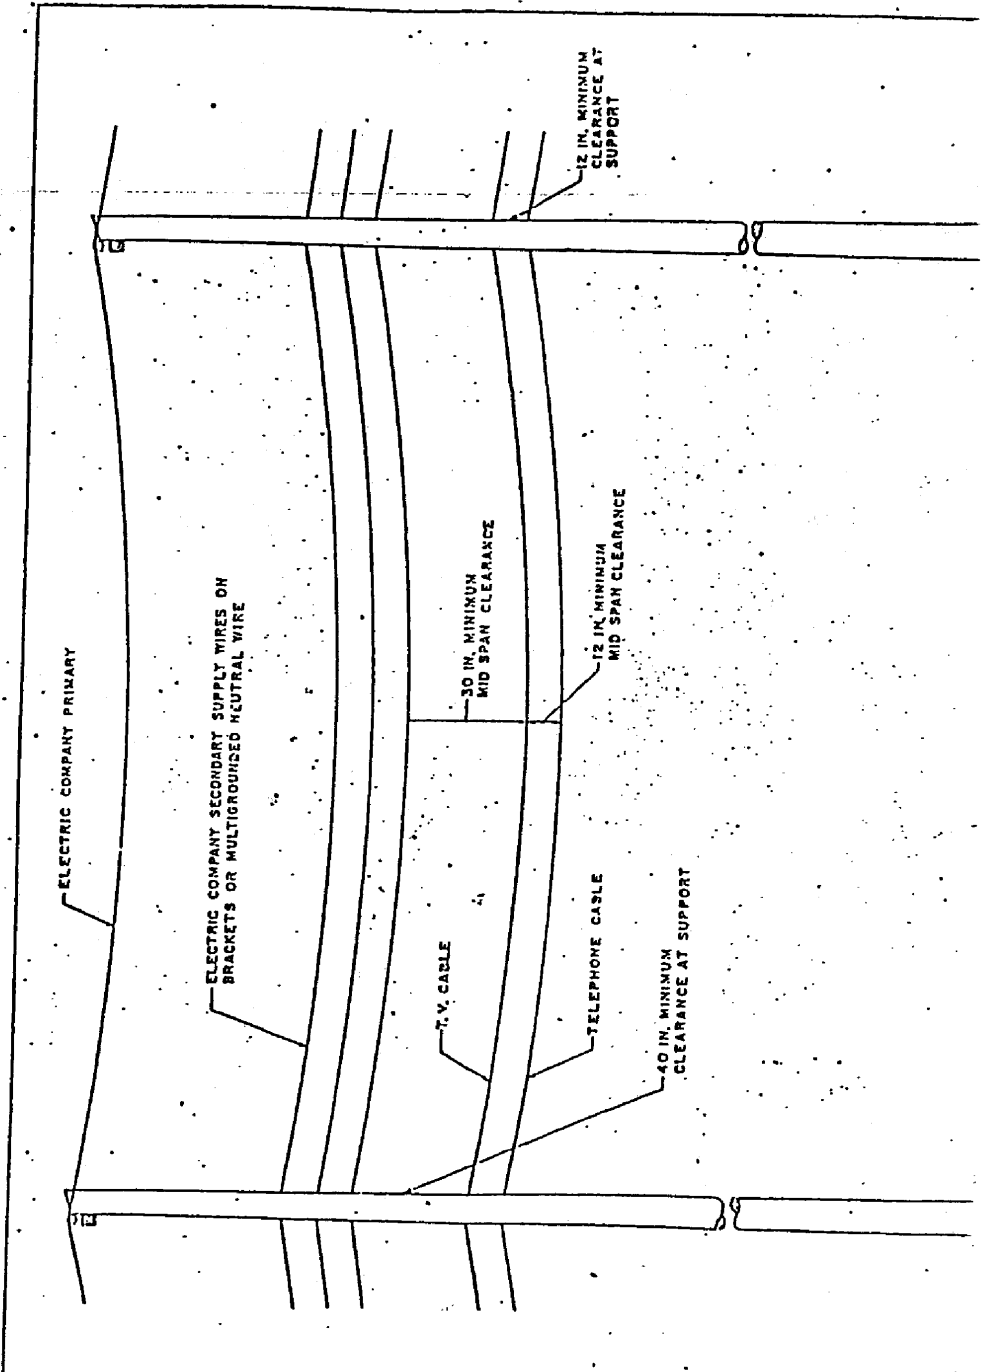 ELECTRIC COMPANY PRIMARY
ELECTRIC COMPANY SECONDARY SUPPLY WIRES ON
BRACKETS OR MULTIGROUNDED NEUTRAL WIRE
30 IN. MINIMUM
MID SPAN CLEARANCE
12 IN. MINIMUM
CLEARANCE AT
SUPPORT
T.V. CABLE
12 IN. MINIMUM
MID SPAN CLEARANCE
TELEPHONE CABLE
40 IN. MINIMUM
CLEARANCE AT SUPPORT